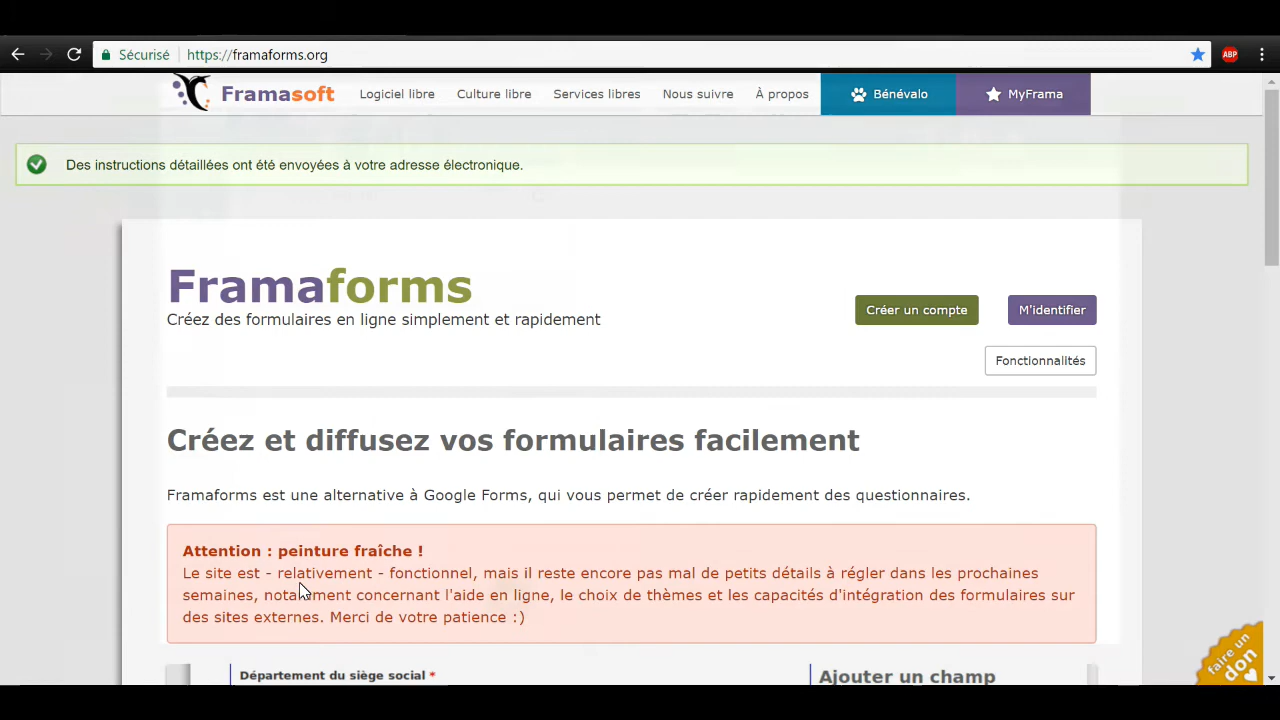 Sécurisé https://framaforms.org ABP
Framasoft Logiciel libre Culture libre Services libres Nous suivre À propos Bénévalo MyFrama
Des instructions détaillées ont été envoyées à votre adresse électronique.
Framaforms
Créez des formulaires en ligne simplement et rapidement
Créer un compte M'identifier
Fonctionnalités
Créez et diffusez vos formulaires facilement
Framaforms est une alternative à Google Forms, qui vous permet de créer rapidement des questionnaires.
Attention : peinture fraîche !
Le site est - relativement - fonctionnel, mais il reste encore pas mal de petits détails à régler dans les prochaines
semaines, notamment concernant l'aide en ligne, le choix de thèmes et les capacités d'intégration des formulaires sur
des sites externes. Merci de votre patience :)
Département du siège social * Ajouter un champ
faire un
don